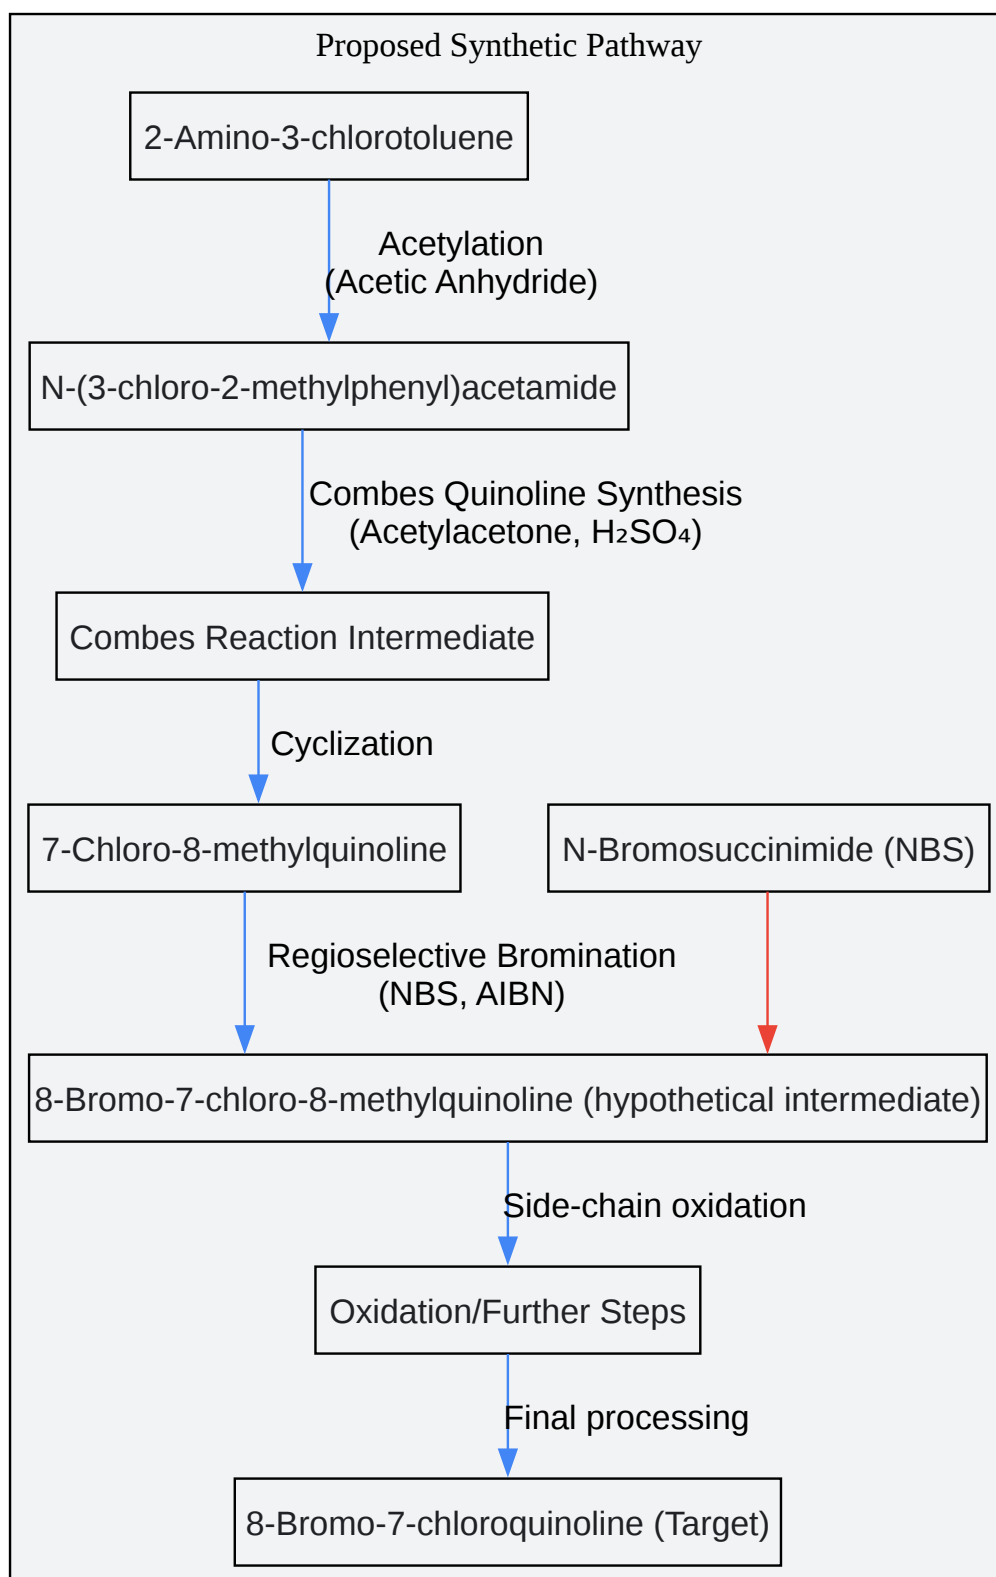 Proposed Synthetic Pathway
2-Amino-3-chlorotoluene
Acetylation
(Acetic Anhydride)
N-(3-chloro-2-methylphenyl)acetamide
Combes Quinoline Synthesis
(Acetylacetone, H₂SO₄)
Combes Reaction Intermediate
Cyclization
7-Chloro-8-methylquinoline
N-Bromosuccinimide (NBS)
Regioselective Bromination
(NBS, AIBN)
8-Bromo-7-chloro-8-methylquinoline (hypothetical intermediate)
Side-chain oxidation
Oxidation/Further Steps
Final processing
8-Bromo-7-chloroquinoline (Target)